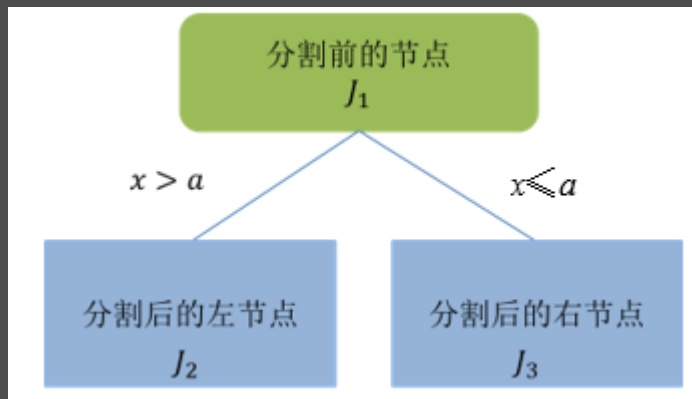 分割前的节点
J₁
x > a
x⩽a
分割后的左节点
J₂
分割后的右节点
J₃